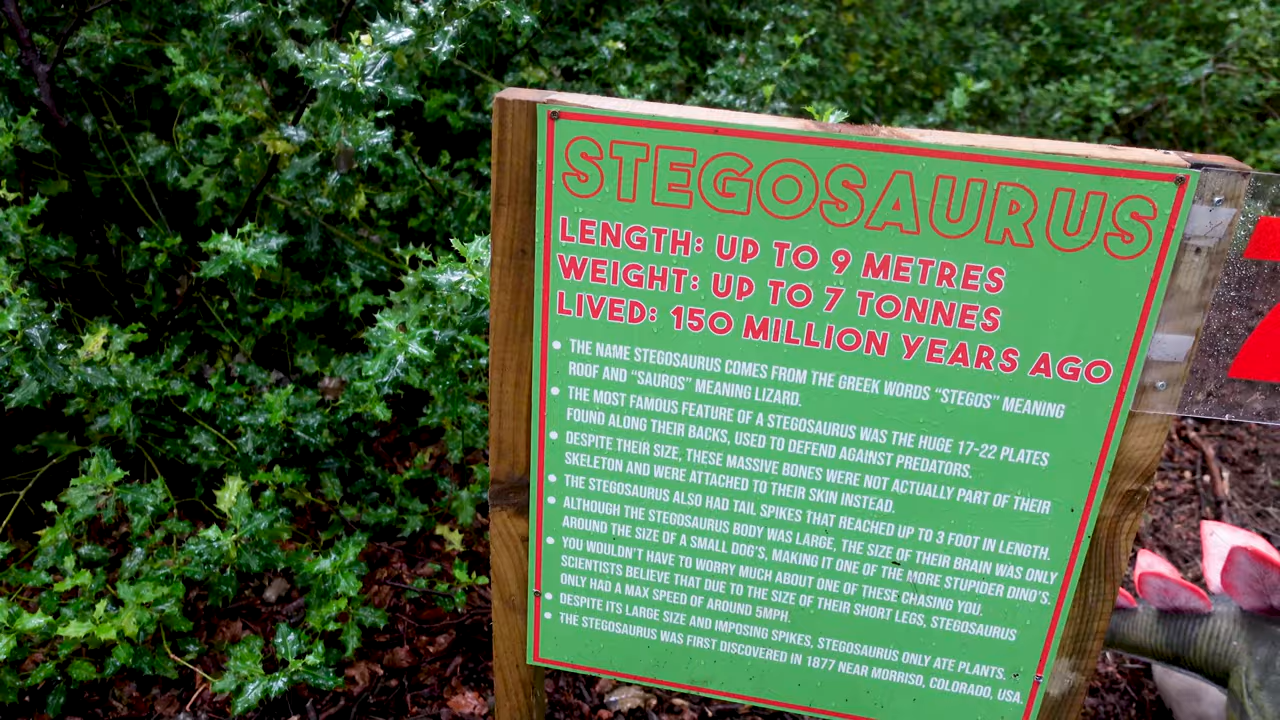 STEGOSAURUS
LENGTH: UP TO 9 METRES
WEIGHT: UP TO 7 TONNES
LIVED: 150 MILLION YEARS AGO
• THE NAME STEGOSAURUS COMES FROM THE GREEK WORDS “STEGOS” MEANING
ROOF AND “SAUROS” MEANING LIZARD.
• THE MOST FAMOUS FEATURE OF A STEGOSAURUS WAS THE HUGE 17-22 PLATES
FOUND ALONG THEIR BACKS, USED TO DEFEND AGAINST PREDATORS.
• DESPITE THEIR SIZE, THESE MASSIVE BONES WERE NOT ACTUALLY PART OF THEIR
SKELETON AND WERE ATTACHED TO THEIR SKIN INSTEAD.
• THE STEGOSAURUS ALSO HAD TAIL SPIKES THAT REACHED UP TO 3 FOOT IN LENGTH.
• ALTHOUGH THE STEGOSAURUS BODY WAS LARGE, THE SIZE OF THEIR BRAIN WAS ONLY
AROUND THE SIZE OF A SMALL DOG’S, MAKING IT ONE OF THE MORE STUPIDER DINO’S.
• YOU WOULDN’T HAVE TO WORRY MUCH ABOUT ONE OF THESE CHASING YOU.
SCIENTISTS BELIEVE THAT DUE TO THE SIZE OF THEIR SHORT LEGS, STEGOSAURUS
ONLY HAD A MAX SPEED OF AROUND 5MPH.
• DESPITE ITS LARGE SIZE AND IMPOSING SPIKES, STEGOSAURUS ONLY ATE PLANTS.
• THE STEGOSAURUS WAS FIRST DISCOVERED IN 1877 NEAR MORRISO, COLORADO, USA.